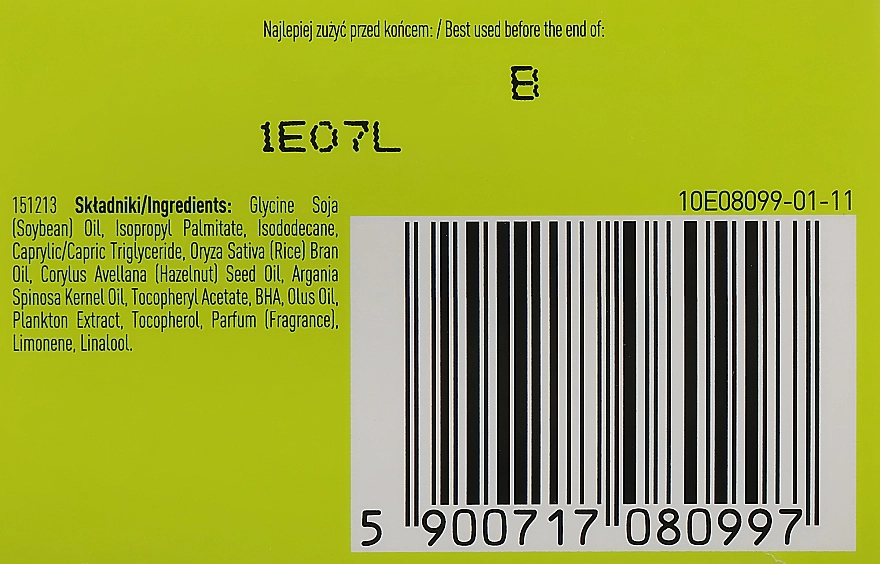 Najlepiej zużyć przed końcem: / Best used before the end of:
B
1E07L
10E08099-01-11
151213 Składniki/Ingredients: Glycine Soja
(Soybean) Oil, Isopropyl Palmitate, Isododecane,
Caprylic/Capric Triglyceride, Oryza Sativa (Rice) Bran
Oil, Corylus Avellana (Hazelnut) Seed Oil, Argania
Spinosa Kernel Oil, Tocopheryl Acetate, BHA, Olus Oil,
Plankton Extract, Tocopherol, Parfum (Fragrance),
Limonene, Linalool.
5 900717 080997